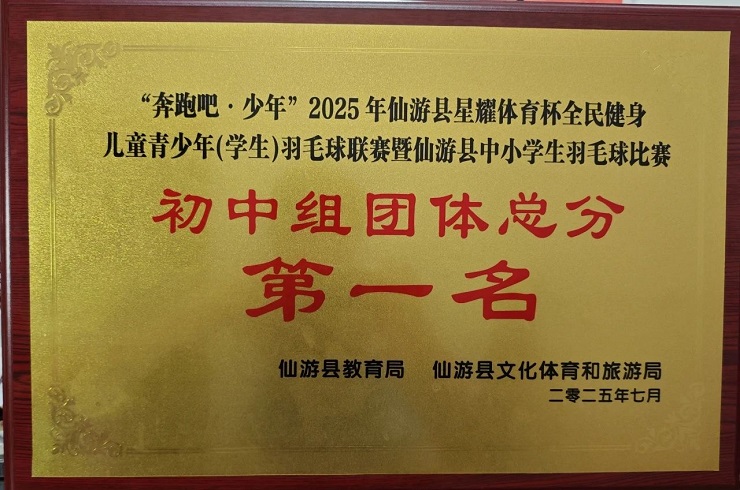 “奔跑吧·少年”2025年仙游县星耀体育杯全民健身
儿童青少年(学生)羽毛球联赛暨仙游县中小学生羽毛球比赛
初中组团体总分
第一名
仙游县教育局 仙游县文化体育和旅游局
二零二五年七月